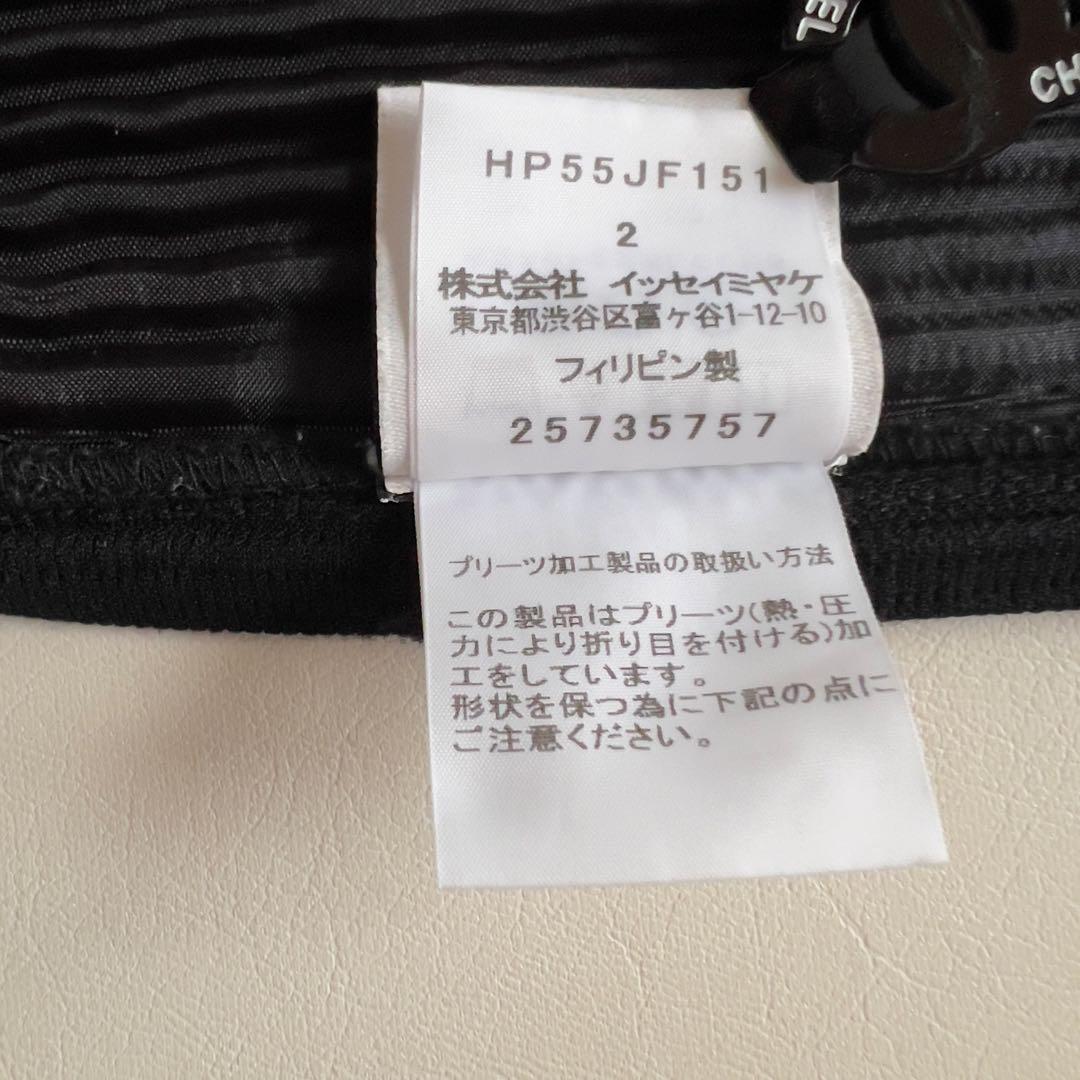 HP55JF151
2
株式会社 イッセイミヤケ
東京都渋谷区富ヶ谷1-12-10
フィリピン製
25735757
プリーツ加工製品の取扱い方法
この製品はプリーツ(熱・圧
力により折り目を付ける)加
工をしています。
形状を保つ為に下記の点に
ご注意ください。
EL
CH